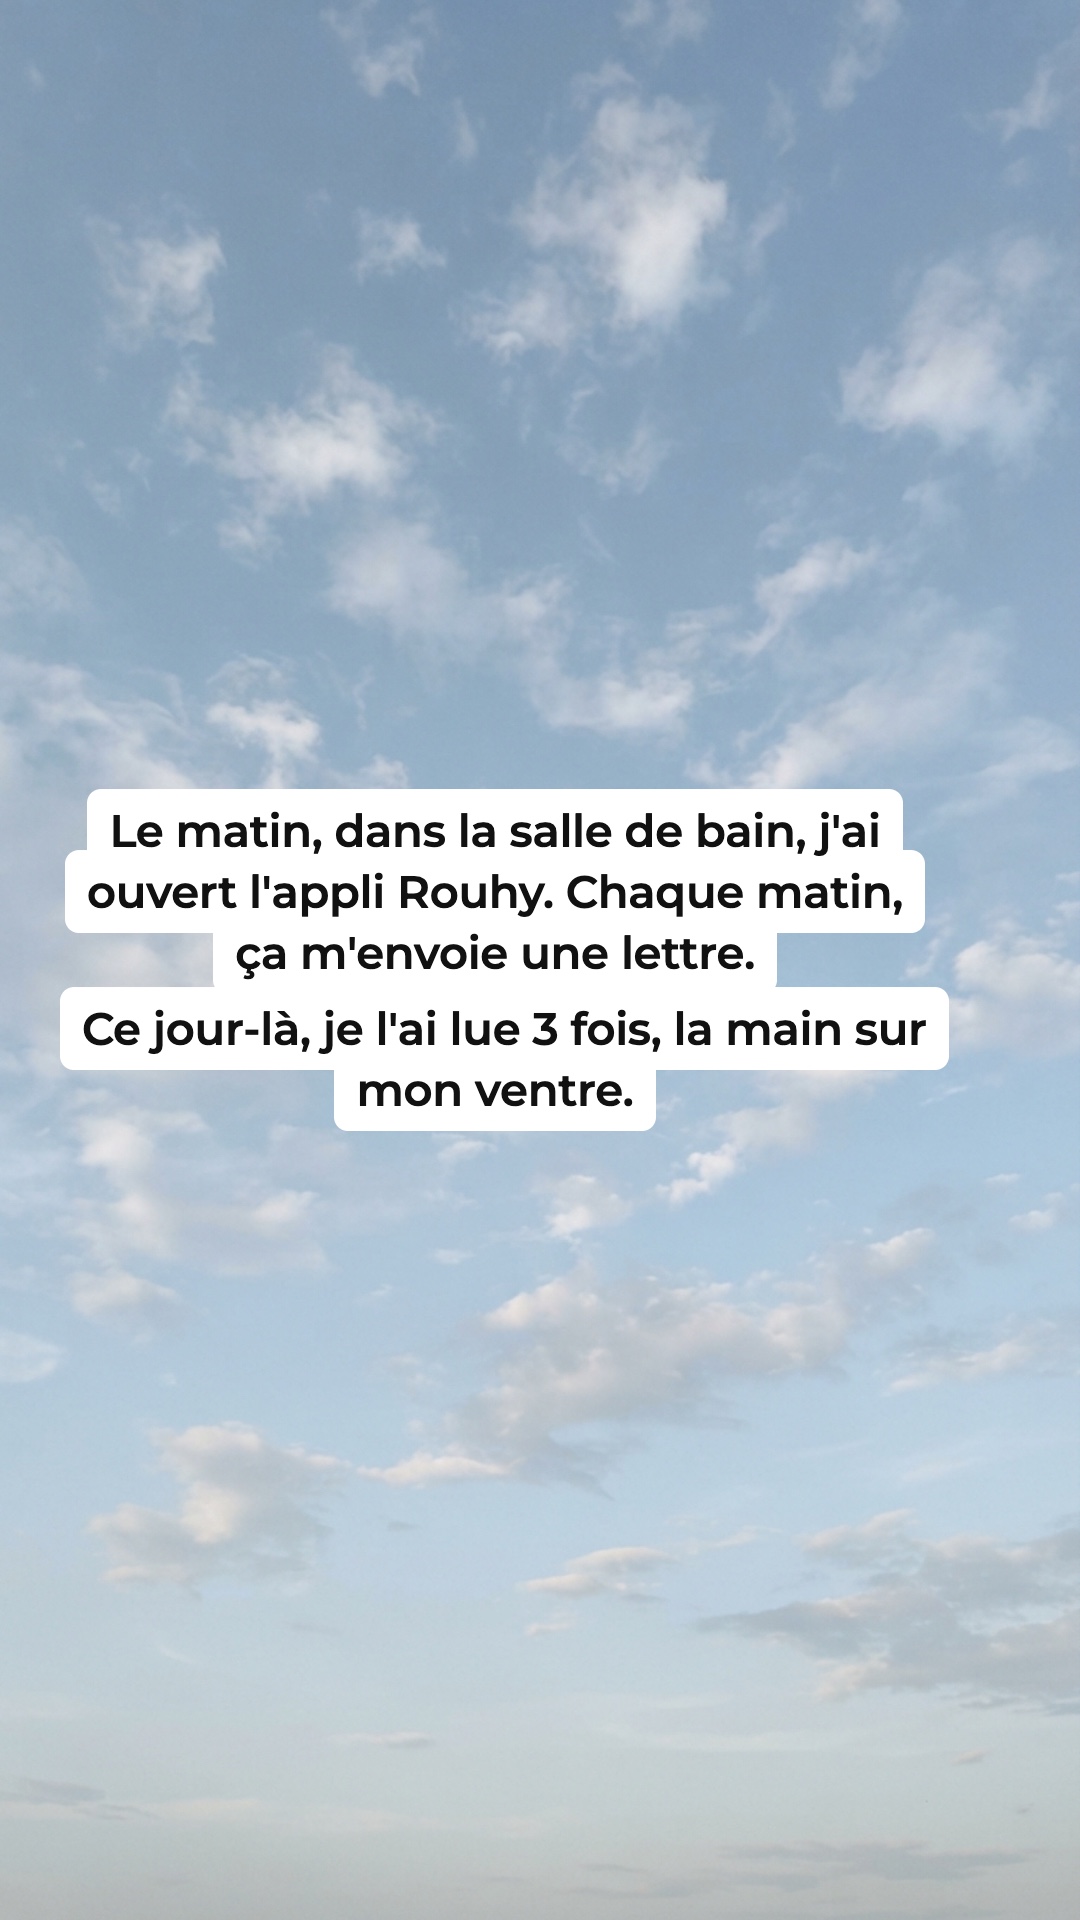 Le matin, dans la salle de bain, j'ai
ouvert l'appli Rouhy. Chaque matin,
ça m'envoie une lettre.
Ce jour-là, je l'ai lue 3 fois, la main sur
mon ventre.